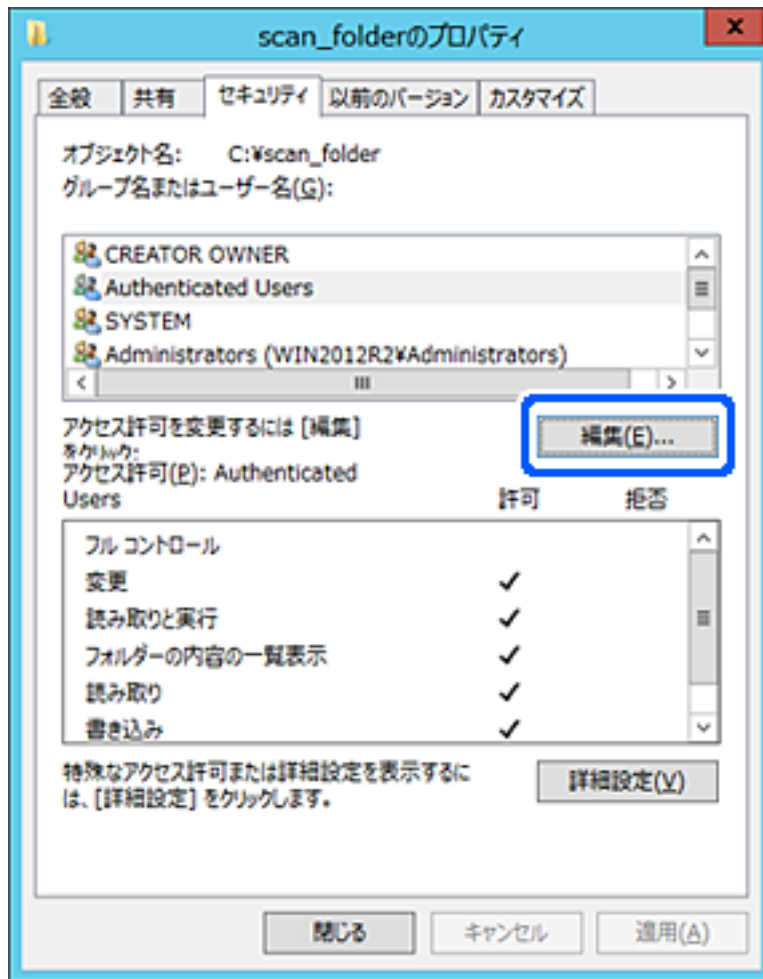 scan_folderのプロパティ
x
全般 共有 セキュリティ 以前のバージョン カスタマイズ
オブジェクト名: C:¥scan_folder
グループ名またはユーザー名(G):
CREATOR OWNER
Authenticated Users
SYSTEM
Administrators (WIN2012R2¥Administrators)
アクセス許可を変更するには [編集]
をクリック:
編集(E)...
アクセス許可(P): Authenticated
Users 許可 拒否
フル コントロール
変更
読み取りと実行
フォルダーの内容の一覧表示
読み取り
書き込み
特殊なアクセス許可または詳細設定を表示するに
は、[詳細設定] をクリックします。
詳細設定(V)
閉じる キャンセル 適用(A)